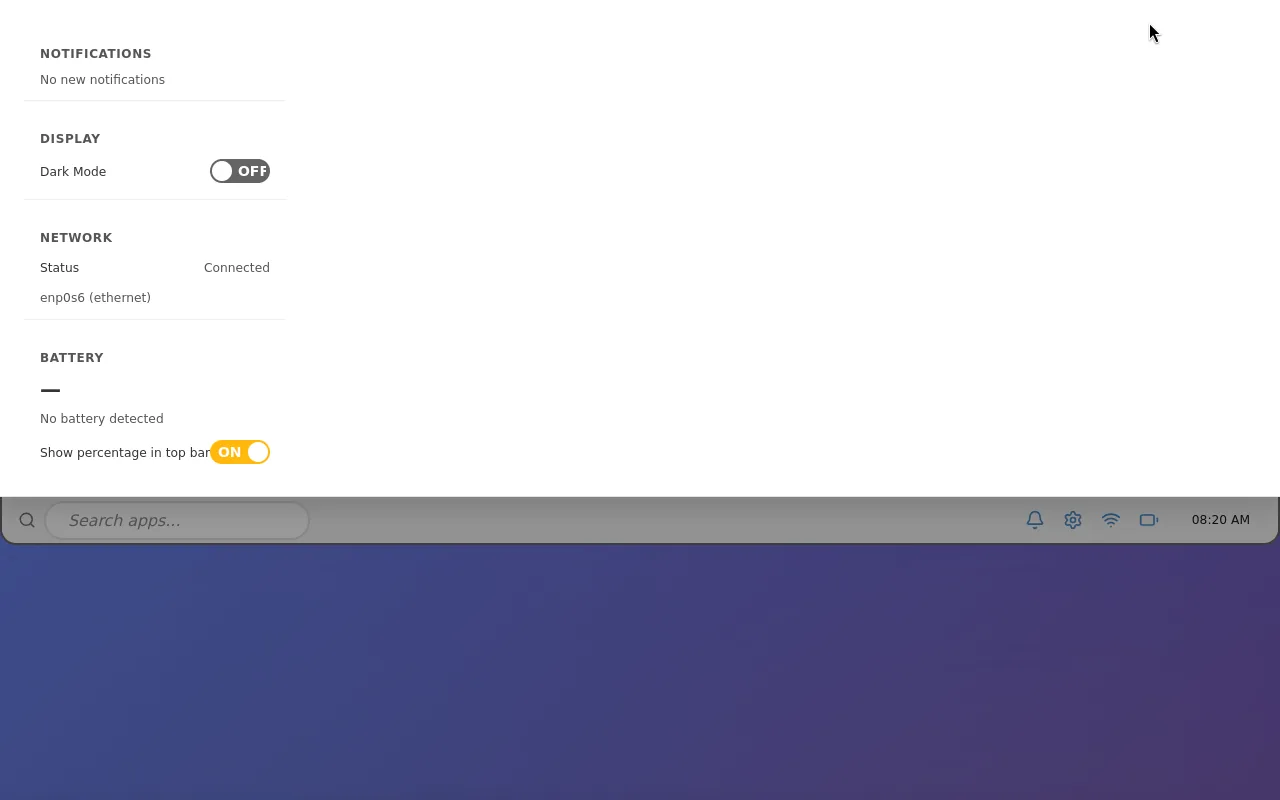 NOTIFICATIONS
No new notifications
DISPLAY
Dark Mode OFF
NETWORK
Status Connected
enp0s6 (ethernet)
BATTERY
—
No battery detected
Show percentage in top bar ON
Search apps... 08:20 AM